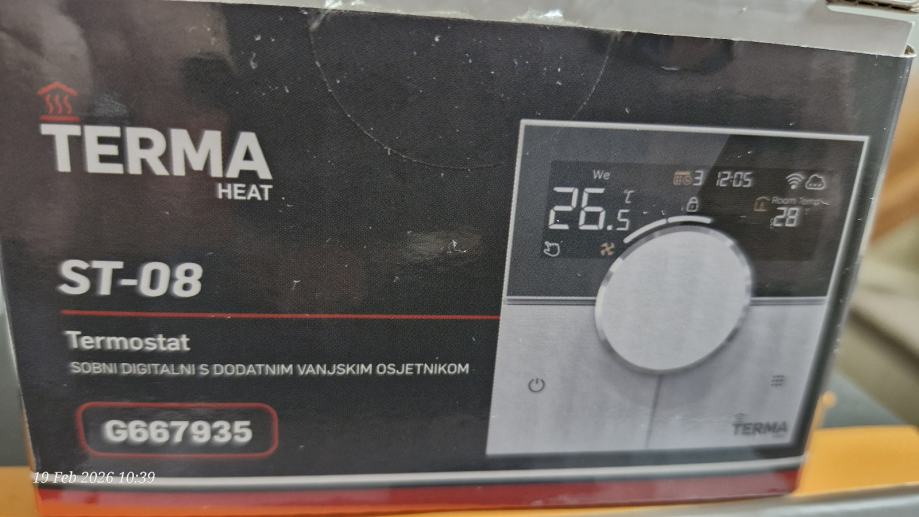 TERMA
HEAT
ST-08
Termostat
SOBNI DIGITALNI S DODATNIM VANJSKIM OSJETNIKOM
G667935
We
3 12:05
26.5 °C
Room Temp
28
TERMA
19 Feb 2026 10:39